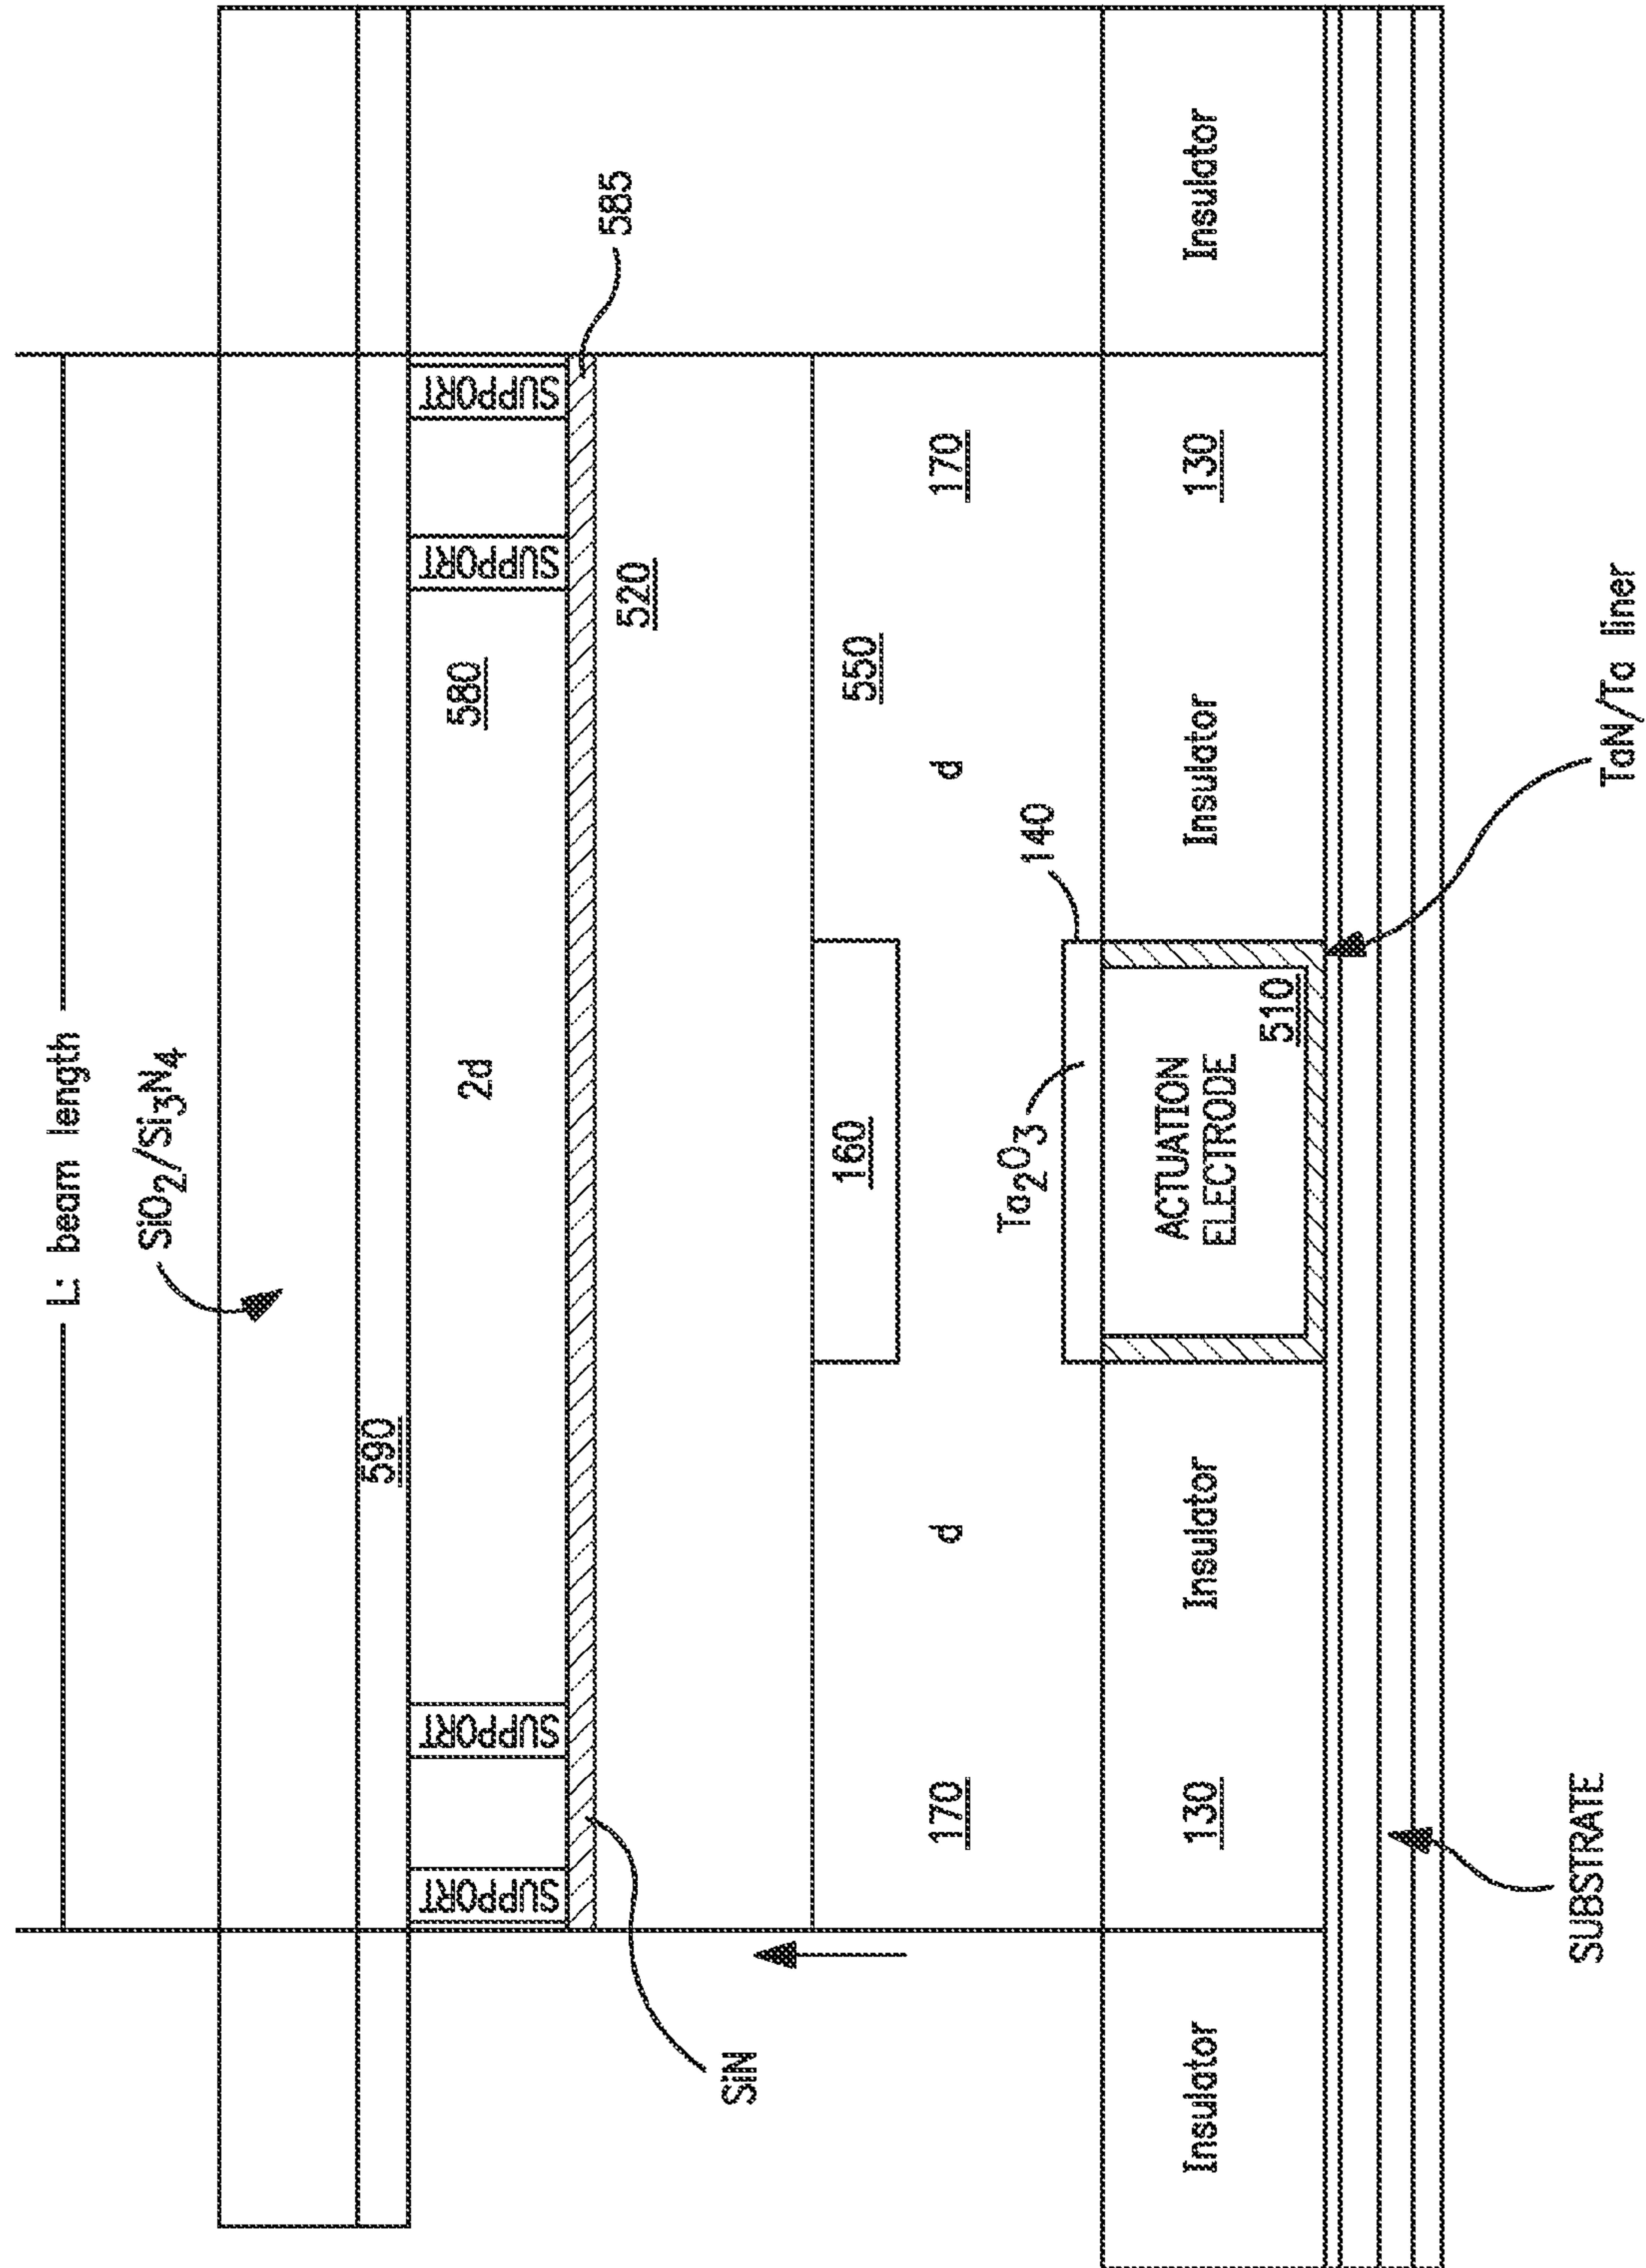 L: beam length
SiO₂/Si₃N₄
590
SUPPORT
SUPPORT
2d
580
SUPPORT
SUPPORT
585
520
SiN
160
550
170
d
d
170
Ta₂O₃
140
Insulator
130
Insulator
ACTUATION
ELECTRODE
510
Insulator
130
Insulator
SUBSTRATE
TaN/Ta liner